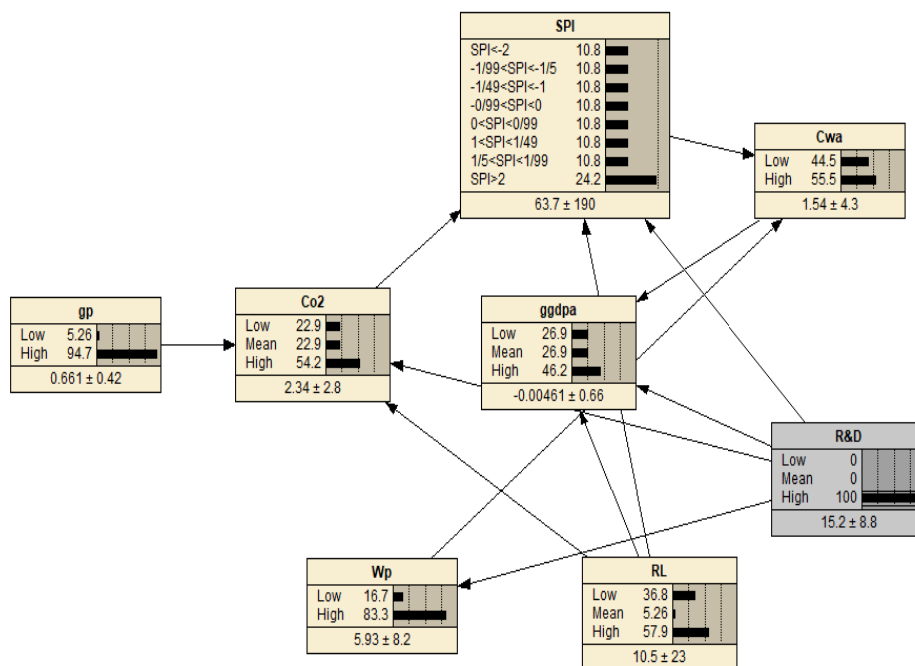 SPI
SPI<-2 10.8
-1/99<SPI<-1/5 10.8
-1/49<SPI<-1 10.8
-0/99<SPI<0 10.8
0<SPI<0/99 10.8
1<SPI<1/49 10.8
1/5<SPI<1/99 10.8
SPI>2 24.2
63.7 ± 190
Cwa
Low 44.5
High 55.5
1.54 ± 4.3
gp
Low 5.26
High 94.7
0.661 ± 0.42
Co2
Low 22.9
Mean 22.9
High 54.2
2.34 ± 2.8
ggdpa
Low 26.9
Mean 26.9
High 46.2
-0.00461 ± 0.66
R&D
Low 0
Mean 0
High 100
15.2 ± 8.8
Wp
Low 16.7
High 83.3
5.93 ± 8.2
RL
Low 36.8
Mean 5.26
High 57.9
10.5 ± 23